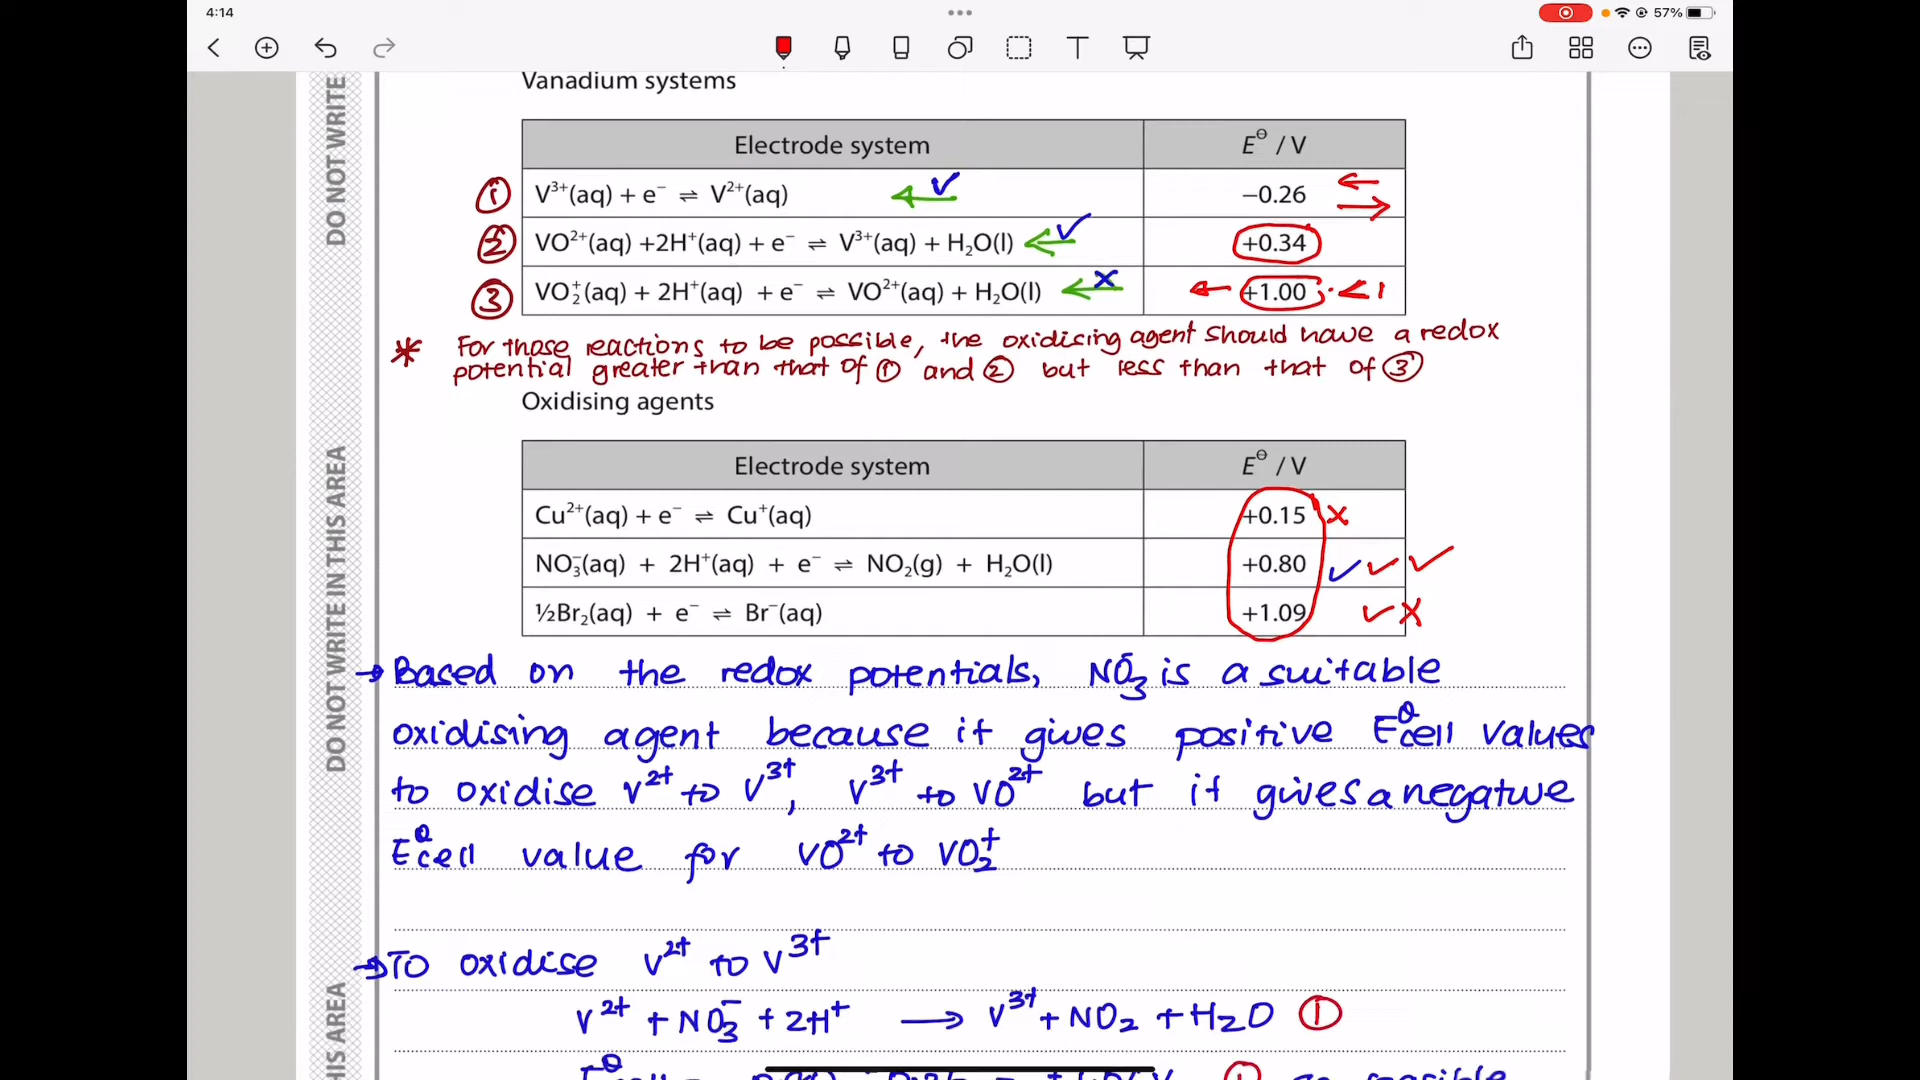 4:14
57%
DO NOT WRITE
Vanadium systems
Electrode system E⊖ / V
① V³⁺(aq) + e⁻ ⇌ V²⁺(aq) −0.26
② VO²⁺(aq) +2H⁺(aq) + e⁻ ⇌ V³⁺(aq) + H₂O(l) +0.34
③ VO₂⁺(aq) + 2H⁺(aq) + e⁻ ⇌ VO²⁺(aq) + H₂O(l) +1.00
* For those reactions to be possible, the oxidising agent should have a redox
potential greater than that of ① and ② but less than that of ③
Oxidising agents
DO NOT WRITE IN THIS AREA
Electrode system E⊖ / V
Cu²⁺(aq) + e⁻ ⇌ Cu⁺(aq) +0.15
NO₃⁻(aq) + 2H⁺(aq) + e⁻ ⇌ NO₂(g) + H₂O(l) +0.80
½Br₂(aq) + e⁻ ⇌ Br⁻(aq) +1.09
→ Based on the redox potentials, NO₃⁻ is a suitable
oxidising agent because it gives positive E⊖cell values
to oxidise V²⁺ to V³⁺, V³⁺ to VO²⁺ but it gives a negative
E⊖cell value for VO²⁺ to VO₂⁺
→ To oxidise V²⁺ to V³⁺
V²⁺ + NO₃⁻ + 2H⁺ → V³⁺ + NO₂ + H₂O ①
HIS AREA